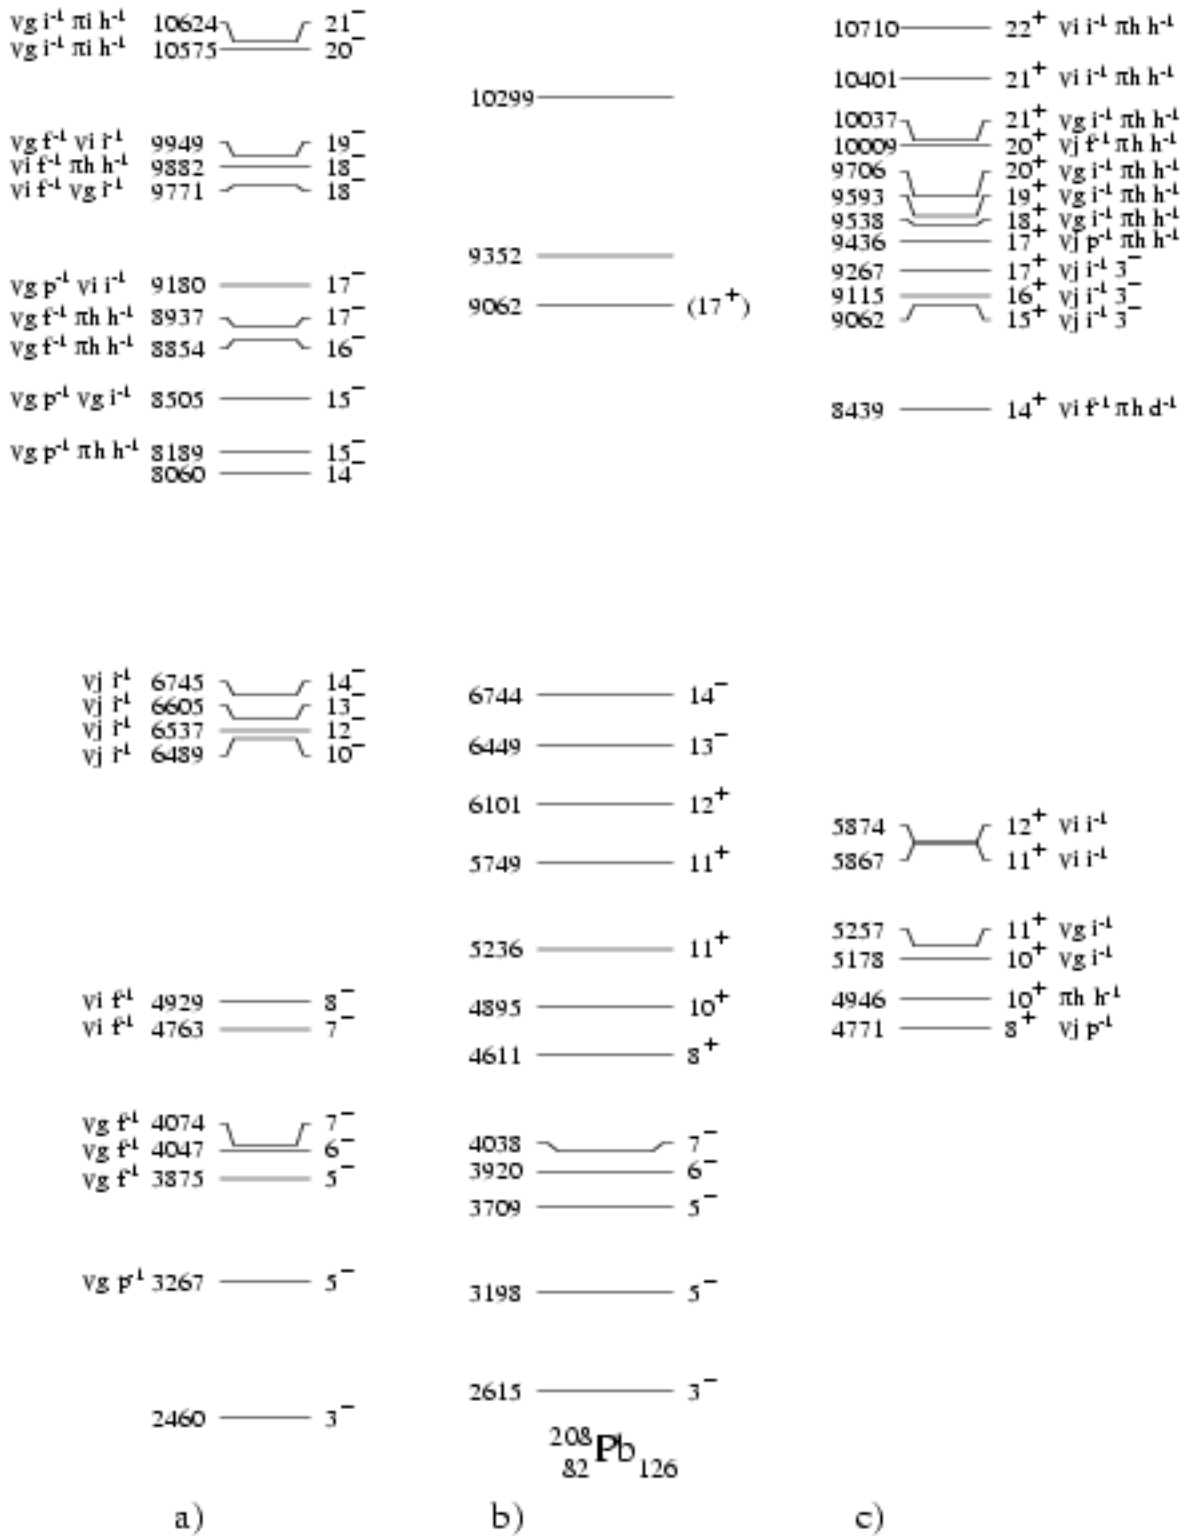 νg i⁻¹ πi h⁻¹ 10624 21⁻
νg i⁻¹ πi h⁻¹ 10575 20⁻
νg f⁻¹ νi i⁻¹ 9949 19⁻
νi f⁻¹ πh h⁻¹ 9882 18⁻
νi f⁻¹ νg i⁻¹ 9771 18⁻
νg p⁻¹ νi i⁻¹ 9180 17⁻
νg f⁻¹ πh h⁻¹ 8937 17⁻
νg f⁻¹ πh h⁻¹ 8854 16⁻
νg p⁻¹ νg i⁻¹ 8505 15⁻
νg p⁻¹ πh h⁻¹ 8189 15⁻
8060 14⁻
νj i⁻¹ 6745 14⁻
νj i⁻¹ 6605 13⁻
νj i⁻¹ 6537 12⁻
νj i⁻¹ 6489 10⁻
νi f⁻¹ 4929 8⁻
νi f⁻¹ 4763 7⁻
νg f⁻¹ 4074 7⁻
νg f⁻¹ 4047 6⁻
νg f⁻¹ 3875 5⁻
νg p⁻¹ 3267 5⁻
2460 3⁻
a)
10299
9352
9062 (17⁺)
6744 14⁻
6449 13⁻
6101 12⁺
5749 11⁺
5236 11⁺
4895 10⁺
4611 8⁺
4038 7⁻
3920 6⁻
3709 5⁻
3198 5⁻
2615 3⁻
²⁰⁸₈₂Pb₁₂₆
b)
10710 22⁺ νi i⁻¹ πh h⁻¹
10401 21⁺ νi i⁻¹ πh h⁻¹
10037 21⁺ νg i⁻¹ πh h⁻¹
10009 20⁺ νj f⁻¹ πh h⁻¹
9706 20⁺ νg i⁻¹ πh h⁻¹
9593 19⁺ νg i⁻¹ πh h⁻¹
9538 18⁺ νg i⁻¹ πh h⁻¹
9436 17⁺ νj p⁻¹ πh h⁻¹
9267 17⁺ νj i⁻¹ 3⁻
9115 16⁺ νj i⁻¹ 3⁻
9062 15⁺ νj i⁻¹ 3⁻
8439 14⁺ νi f⁻¹ πh d⁻¹
5874 12⁺ νi i⁻¹
5867 11⁺ νi i⁻¹
5257 11⁺ νg i⁻¹
5178 10⁺ νg i⁻¹
4946 10⁺ πh h⁻¹
4771 8⁺ νj p⁻¹
c)